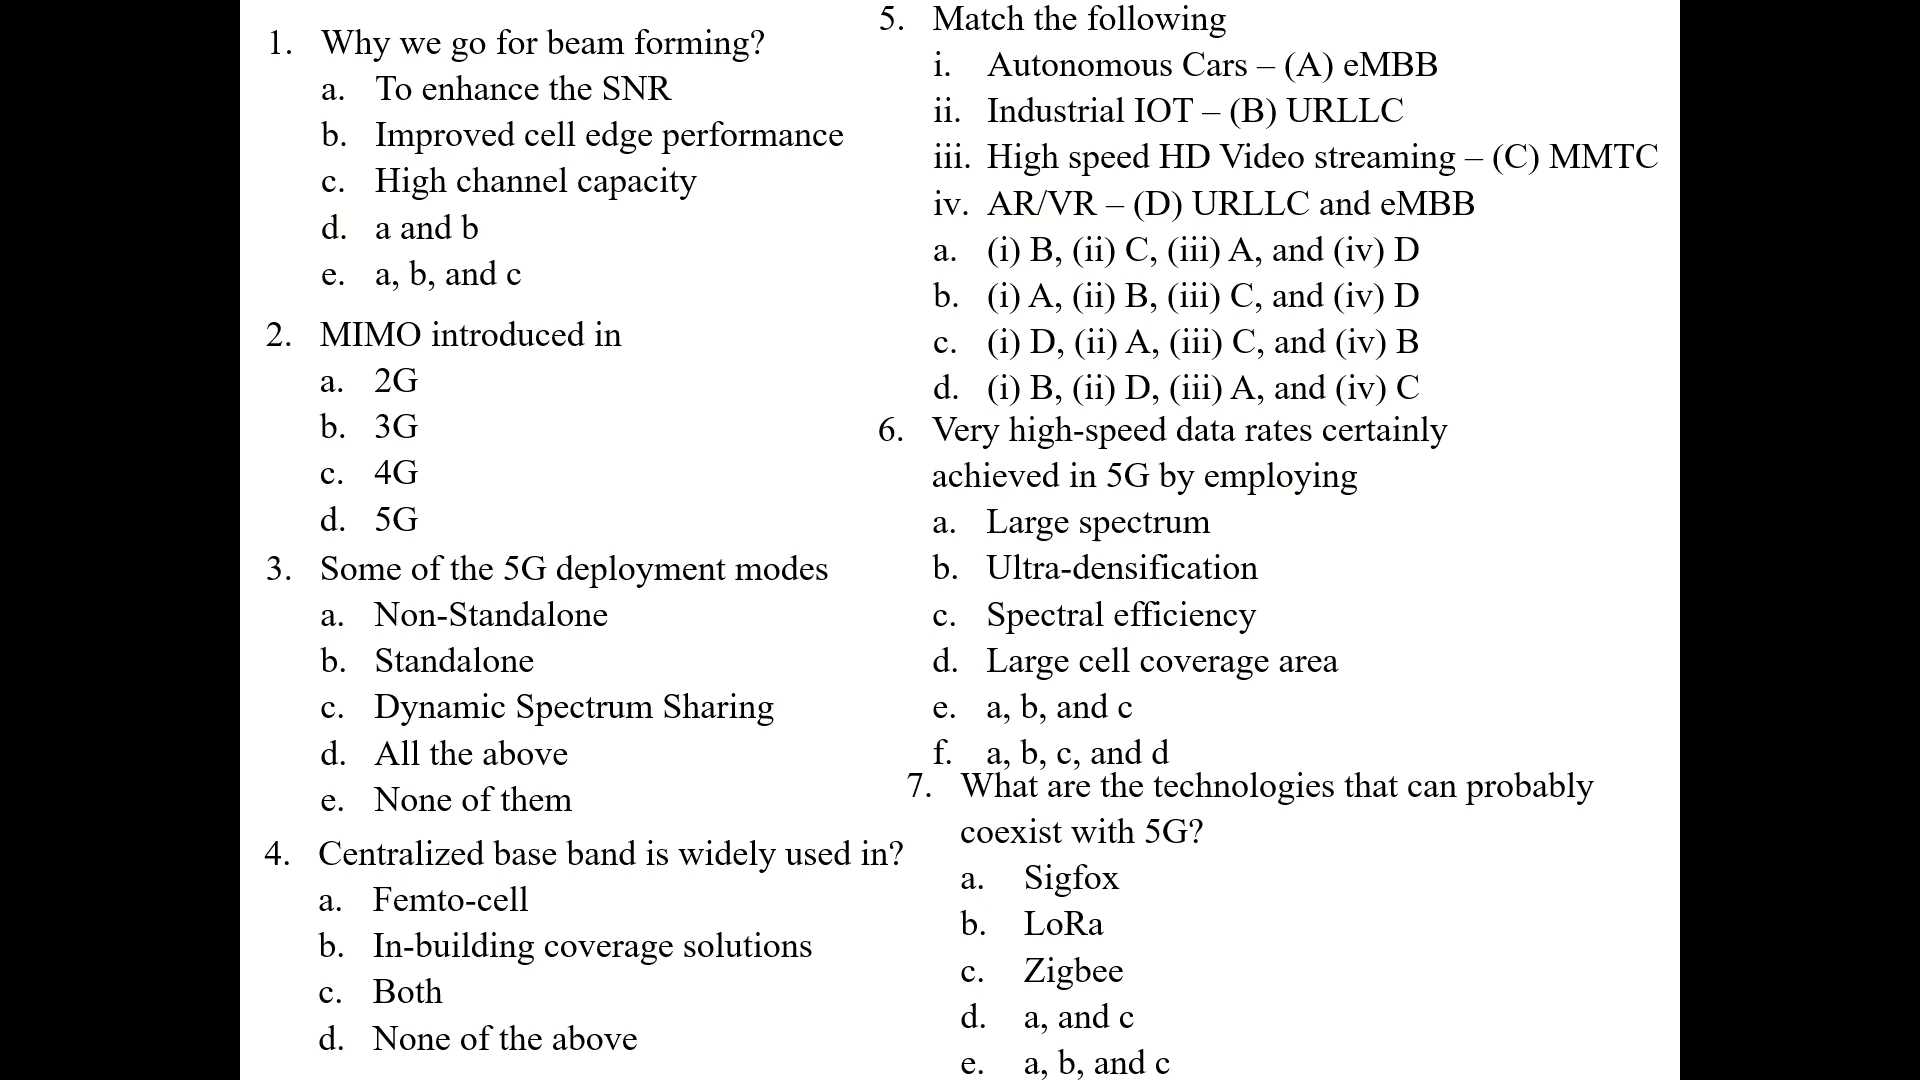 1. Why we go for beam forming?
a. To enhance the SNR
b. Improved cell edge performance
c. High channel capacity
d. a and b
e. a, b, and c
2. MIMO introduced in
a. 2G
b. 3G
c. 4G
d. 5G
3. Some of the 5G deployment modes
a. Non-Standalone
b. Standalone
c. Dynamic Spectrum Sharing
d. All the above
e. None of them
4. Centralized base band is widely used in?
a. Femto-cell
b. In-building coverage solutions
c. Both
d. None of the above
5. Match the following
i. Autonomous Cars – (A) eMBB
ii. Industrial IOT – (B) URLLC
iii. High speed HD Video streaming – (C) MMTC
iv. AR/VR – (D) URLLC and eMBB
a. (i) B, (ii) C, (iii) A, and (iv) D
b. (i) A, (ii) B, (iii) C, and (iv) D
c. (i) D, (ii) A, (iii) C, and (iv) B
d. (i) B, (ii) D, (iii) A, and (iv) C
6. Very high-speed data rates certainly
achieved in 5G by employing
a. Large spectrum
b. Ultra-densification
c. Spectral efficiency
d. Large cell coverage area
e. a, b, and c
f. a, b, c, and d
7. What are the technologies that can probably
coexist with 5G?
a. Sigfox
b. LoRa
c. Zigbee
d. a, and c
e. a, b, and c